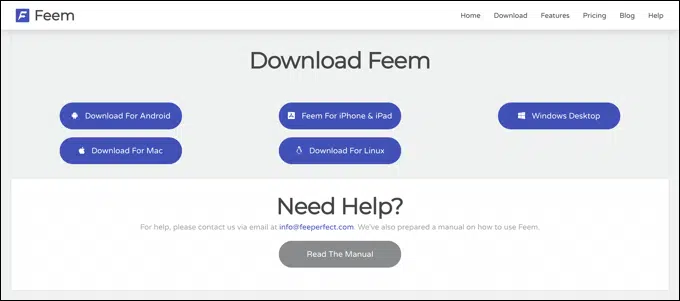 Feem
Home Download Features Pricing Blog Help
Download Feem
Download For Android
Feem For iPhone & iPad
Windows Desktop
Download For Mac
Download For Linux
Need Help?
For help, please contact us via email at info@feeperfect.com. We've also prepared a manual on how to use Feem.
Read The Manual